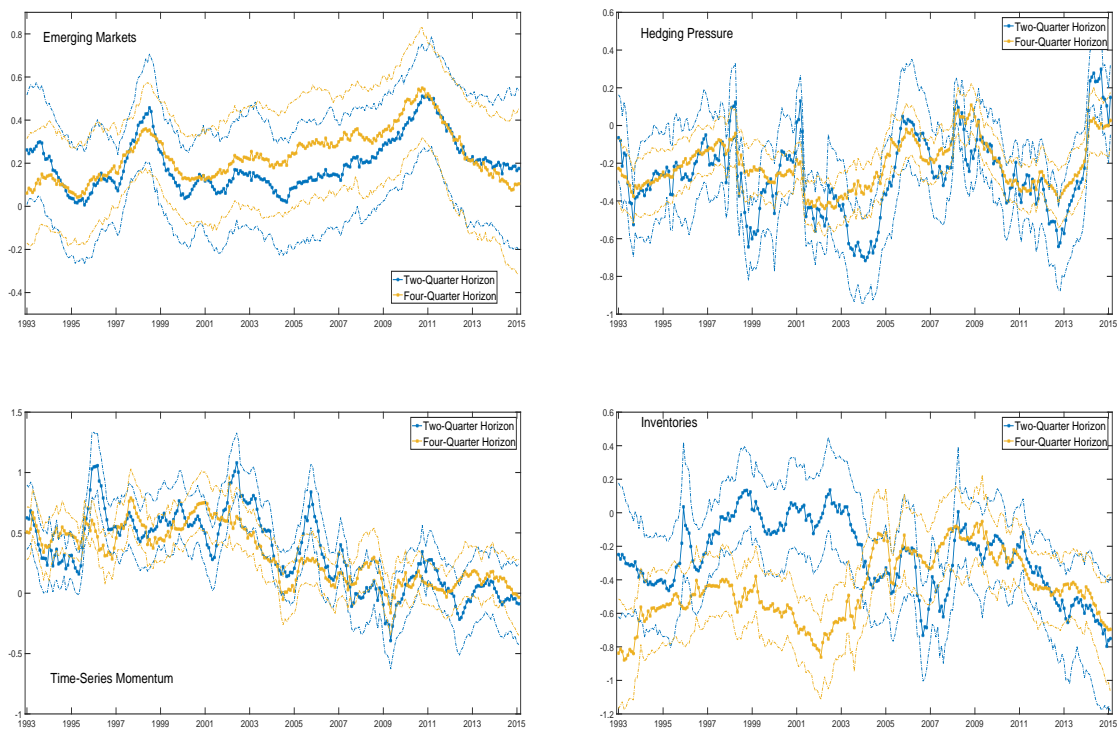 Emerging Markets
0.8
0.6
0.4
0.2
0
-0.2
-0.4
Two-Quarter Horizon
Four-Quarter Horizon
1993 1995 1997 1999 2001 2003 2005 2007 2009 2011 2013 2015
Hedging Pressure
Two-Quarter Horizon
Four-Quarter Horizon
0.6
0.4
0.2
0
-0.2
-0.4
-0.6
-0.8
-1
1993 1995 1997 1999 2001 2003 2005 2007 2009 2011 2013 2015
Two-Quarter Horizon
Four-Quarter Horizon
1.5
1
0.5
0
-0.5
-1
Time-Series Momentum
1993 1995 1997 1999 2001 2003 2005 2007 2009 2011 2013 2015
Inventories
Two-Quarter Horizon
Four-Quarter Horizon
0.6
0.4
0.2
0
-0.2
-0.4
-0.6
-0.8
-1
-1.2
1993 1995 1997 1999 2001 2003 2005 2007 2009 2011 2013 2015